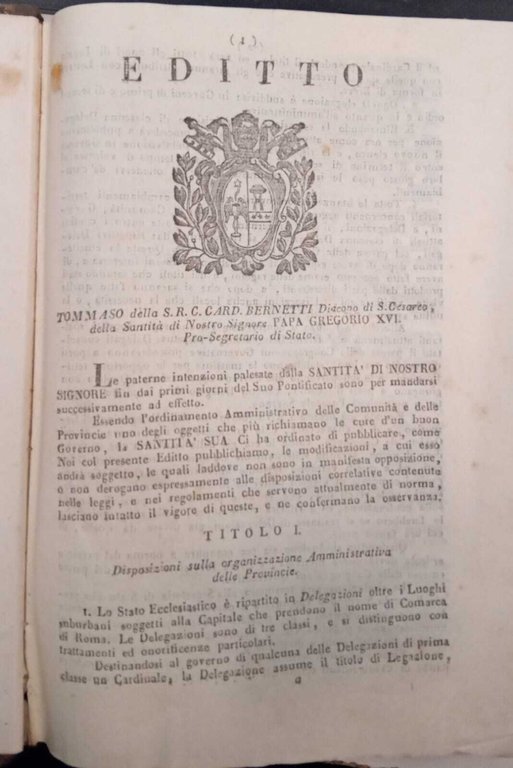 (1)
EDITTO
TOMMASO della S. R. C. CARD. BERNETTI Diacono di S. Cesareo,
della Santità di Nostro Signore PAPA GREGORIO XVI.
Pro-Segretario di Stato.
Le paterne intenzioni palesate dalla SANTITA' DI NOSTRO
SIGNORE fin dai primi giorni del Suo Pontificato sono per mandarsi
successivamente ad effetto.
Essendo l'ordinamento Amministrativo delle Comunità e delle
Provincie uno degli oggetti che più richiamano le cure d'un buon
Governo, la SANTITA' SUA Ci ha ordinato di pubblicare, come
Noi col presente Editto pubblichiamo, le modificazioni, a cui esso
andrà soggetto, le quali laddove non sono in manifesta opposizione,
o non derogano espressamente alle disposizioni correlative contenute
nelle leggi, e nei regolamenti che servono attualmente di norma,
lasciano intatto il vigore di queste, e ne confermano la osservanza.
TITOLO I.
Disposizioni sulla organizzazione Amministrativa
delle Provincie.
1. Lo Stato Ecclesiastico è ripartito in Delegazioni oltre i Luoghi
suburbani soggetti alla Capitale che prendono il nome di Comarca
di Roma. Le Delegazioni sono di tre classi, e si distinguono con
trattamenti ed onorificenze particolari.
Destinandosi al governo di qualcuna delle Delegazioni di prima
classe un Cardinale, la Delegazione assume il titolo di Legazione,
a